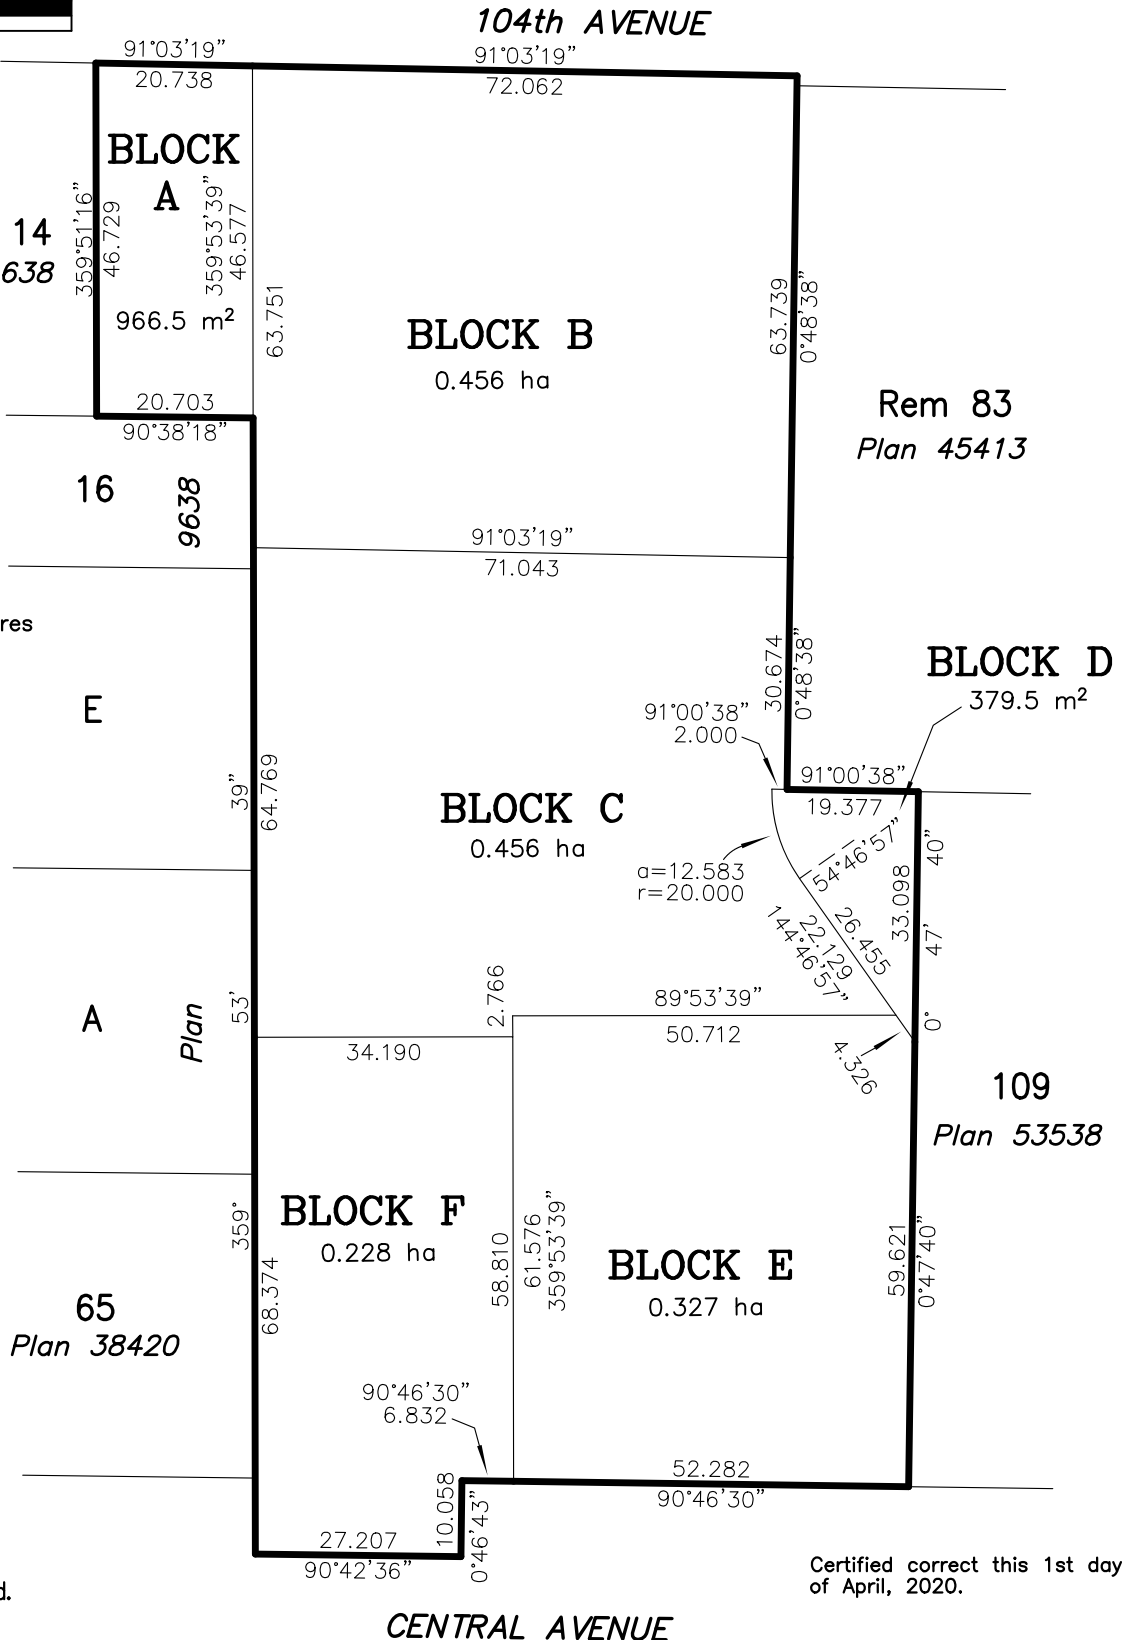 104th AVENUE
91°03'19"
20.738
91°03'19"
72.062
BLOCK
A
359°51'16"
46.729
359°53'39"
46.577
966.5 m²
14
638
63.751
BLOCK B
0.456 ha
63.739
0°48'38"
Rem 83
Plan 45413
20.703
90°38'18"
16
9638
91°03'19"
71.043
res
E
30.674
0°48'38"
BLOCK D
379.5 m²
91°00'38"
2.000
91°00'38"
19.377
39"
64.769
BLOCK C
0.456 ha
a=12.583
r=20.000
54°46'57"
40"
33.098
47'
0°
26.455
22.129
144°46'57"
A
Plan
53'
2.766
89°53'39"
50.712
34.190
4.326
109
Plan 53538
359°
68.374
BLOCK F
0.228 ha
58.810
61.576
359°53'39"
BLOCK E
0.327 ha
59.621
0°47'40"
65
Plan 38420
90°46'30"
6.832
52.282
90°46'30"
10.058
0°46'43"
27.207
90°42'36"
d.
Certified correct this 1st day
of April, 2020.
CENTRAL AVENUE